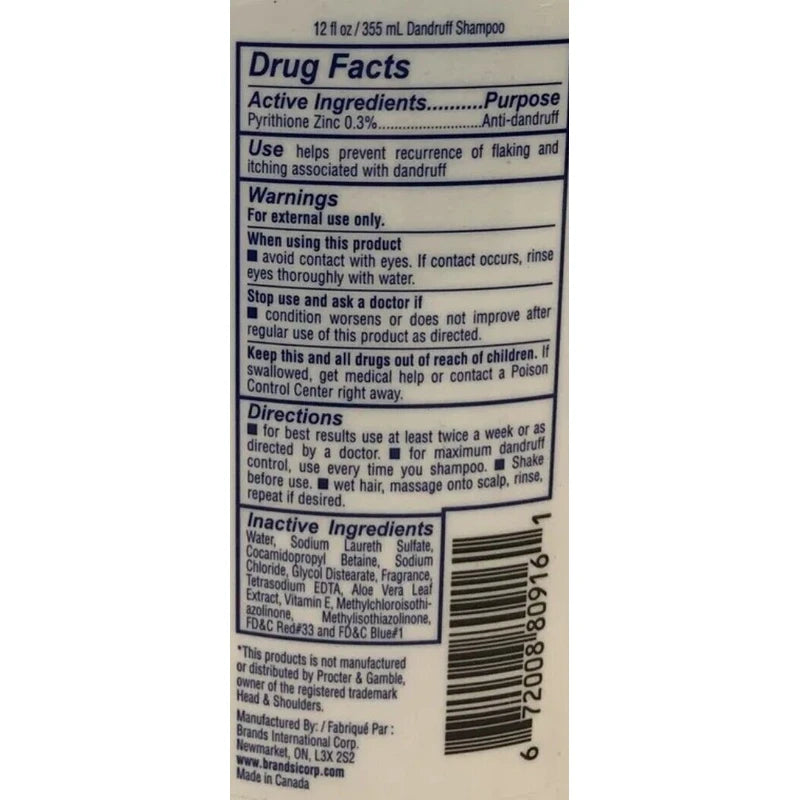 12 fl oz / 355 mL Dandruff Shampoo
Drug Facts
Active Ingredients..........Purpose
Pyrithione Zinc 0.3%..........................Anti-dandruff
Use helps prevent recurrence of flaking and
itching associated with dandruff
Warnings
For external use only.
When using this product
■ avoid contact with eyes. If contact occurs, rinse
eyes thoroughly with water.
Stop use and ask a doctor if
■ condition worsens or does not improve after
regular use of this product as directed.
Keep this and all drugs out of reach of children. If
swallowed, get medical help or contact a Poison
Control Center right away.
Directions
■ for best results use at least twice a week or as
directed by a doctor. ■ for maximum dandruff
control, use every time you shampoo. ■ Shake
before use. ■ wet hair, massage onto scalp, rinse,
repeat if desired.
Inactive Ingredients
Water, Sodium Laureth Sulfate,
Cocamidopropyl Betaine, Sodium
Chloride, Glycol Distearate, Fragrance,
Tetrasodium EDTA, Aloe Vera Leaf
Extract, Vitamin E, Methylchloroisothi-
azolinone, Methylisothiazolinone,
FD&C Red#33 and FD&C Blue#1
*This products is not manufactured
or distributed by Procter & Gamble,
owner of the registered trademark
Head & Shoulders.
Manufactured By: / Fabriqué Par :
Brands International Corp.
Newmarket, ON, L3X 2S2
www.brandsicorp.com
Made in Canada
6 72008 80916 1